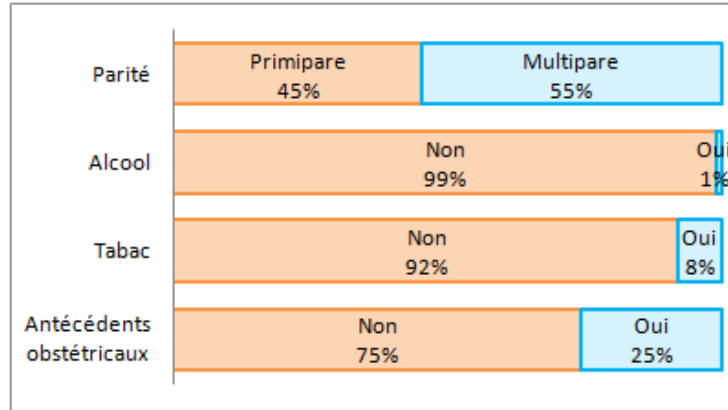 Parité
Primipare
45%
Multipare
55%
Alcool
Non
99%
Oui
1%
Tabac
Non
92%
Oui
8%
Antécédents
obstétricaux
Non
75%
Oui
25%